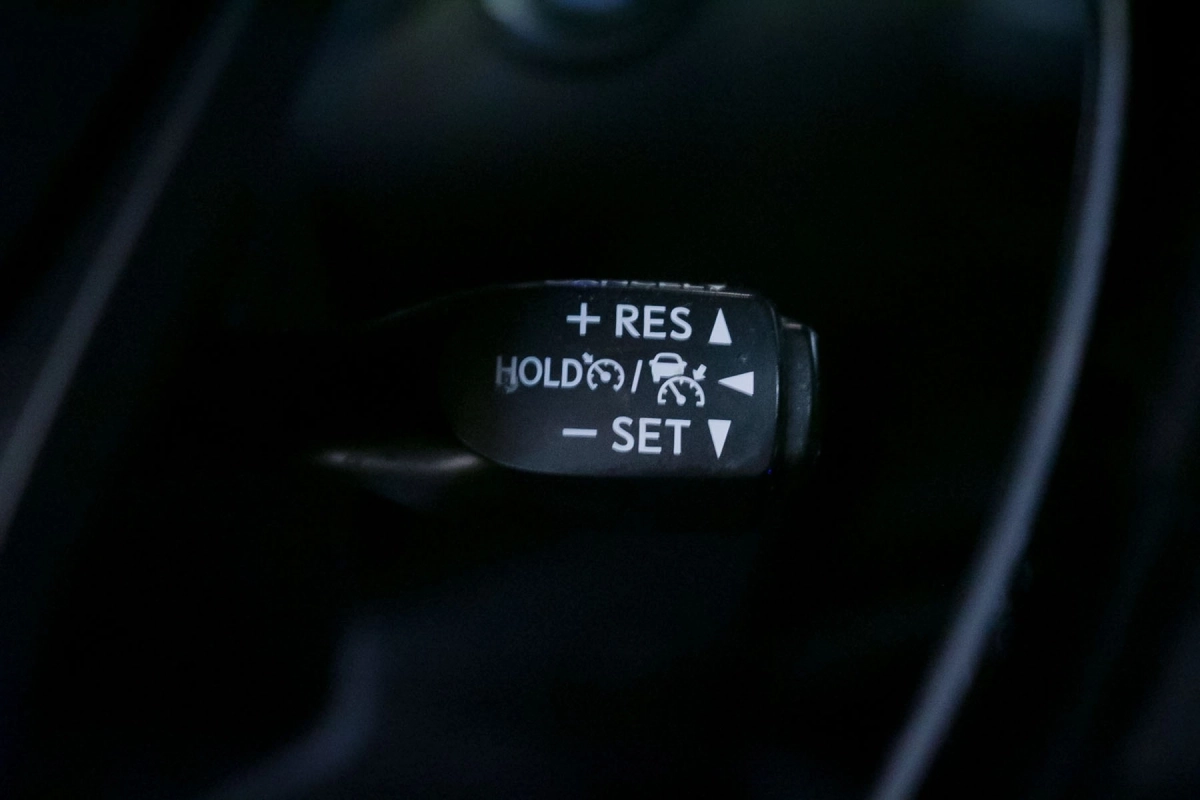 + RES ▲
HOLD / ◀
− SET ▼